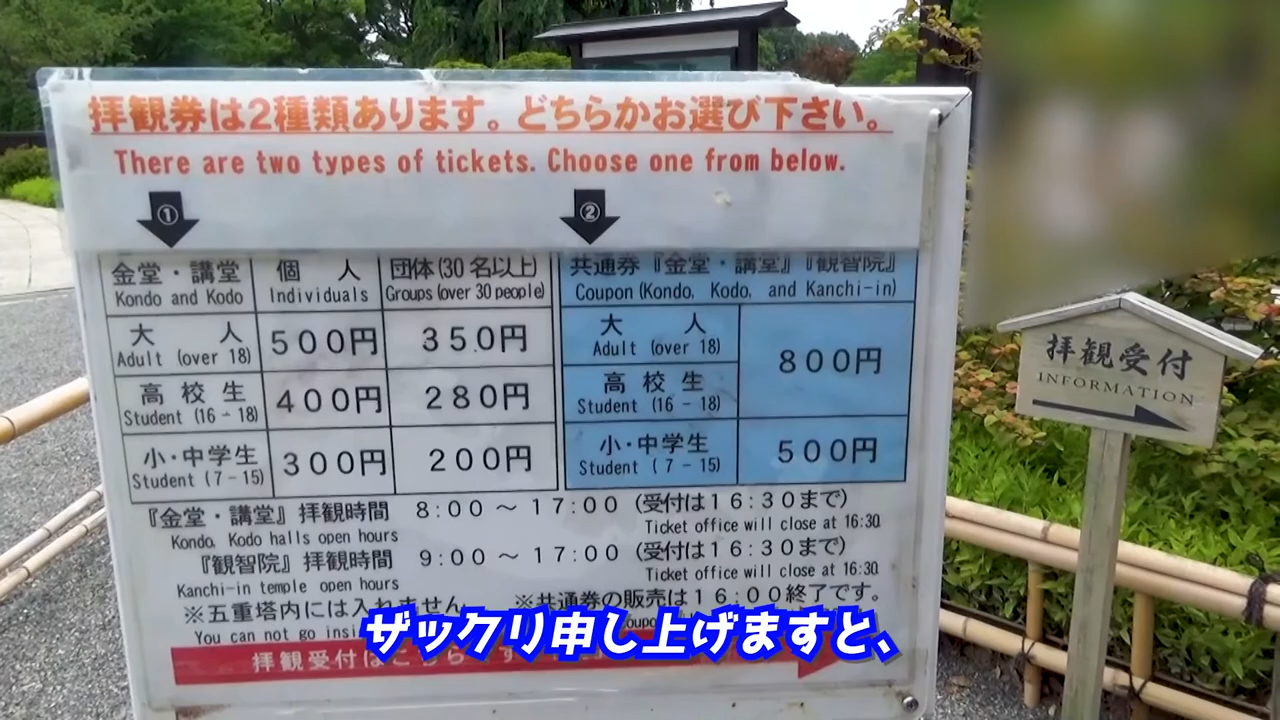 拝観券は2種類あります。どちらかお選び下さい。
There are two types of tickets. Choose one from below.
① ②
金堂・講堂 個人 団体(30名以上) 共通券『金堂・講堂』『観智院』
Kondo and Kodo Individuals Groups (over 30 people) Coupon (Kondo, Kodo, and Kanchi-in)
大人 500円 350円 大人 800円
Adult (over 18) Adult (over 18)
高校生 400円 280円 高校生
Student (16-18) Student (16-18)
小・中学生 300円 200円 小・中学生 500円
Student (7-15) Student (7-15)
『金堂・講堂』拝観時間 8:00～17:00 (受付は16:30まで)
Kondo, Kodo halls open hours Ticket office will close at 16:30.
『観智院』拝観時間 9:00～17:00 (受付は16:30まで)
Kanchi-in temple open hours Ticket office will close at 16:30.
※五重塔内には入れません ※共通券の販売は16:00終了です。
You can not go
拝観受付はこちら
ザックリ申し上げますと、
拝観受付
INFORMATION